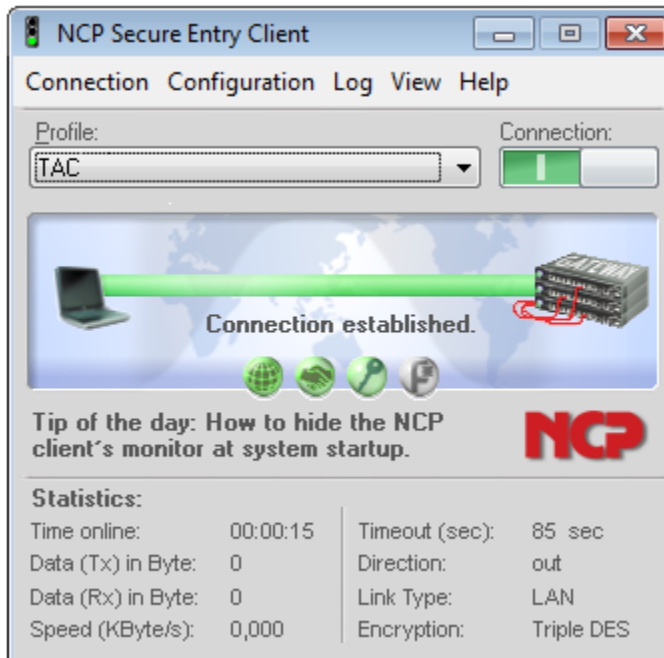 NCP Secure Entry Client
Connection Configuration Log View Help
Profile:
Connection:
TAC
GATEWAY
Connection established.
Tip of the day: How to hide the NCP
client´s monitor at system startup.
NCP
Statistics:
Time online: 00:00:15 Timeout (sec): 85 sec
Data (Tx) in Byte: 0 Direction: out
Data (Rx) in Byte: 0 Link Type: LAN
Speed (KByte/s): 0,000 Encryption: Triple DES